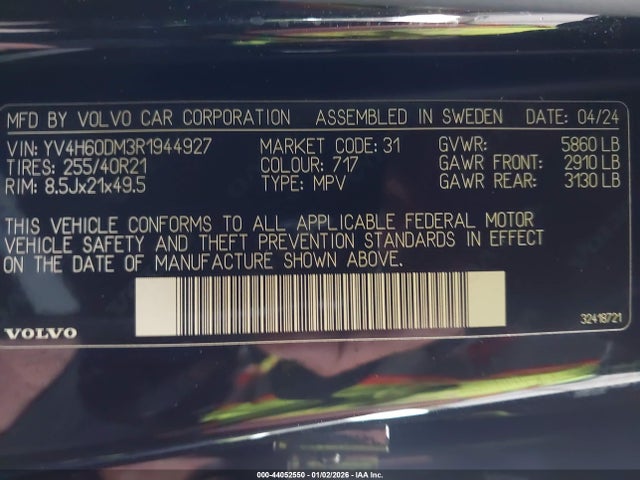 MFD BY VOLVO CAR CORPORATION ASSEMBLED IN SWEDEN DATE: 04/24
VIN: YV4H60DM3R1944927 MARKET CODE: 31 GVWR: 5860 LB
TIRES: 255/40R21 COLOUR: 717 GAWR FRONT: 2910 LB
RIM: 8.5Jx21x49.5 TYPE: MPV GAWR REAR: 3130 LB
THIS VEHICLE CONFORMS TO ALL APPLICABLE FEDERAL MOTOR
VEHICLE SAFETY AND THEFT PREVENTION STANDARDS IN EFFECT
ON THE DATE OF MANUFACTURE SHOWN ABOVE.
VOLVO 32418721
000-44052550 - 01/02/2026 - IAA Inc.